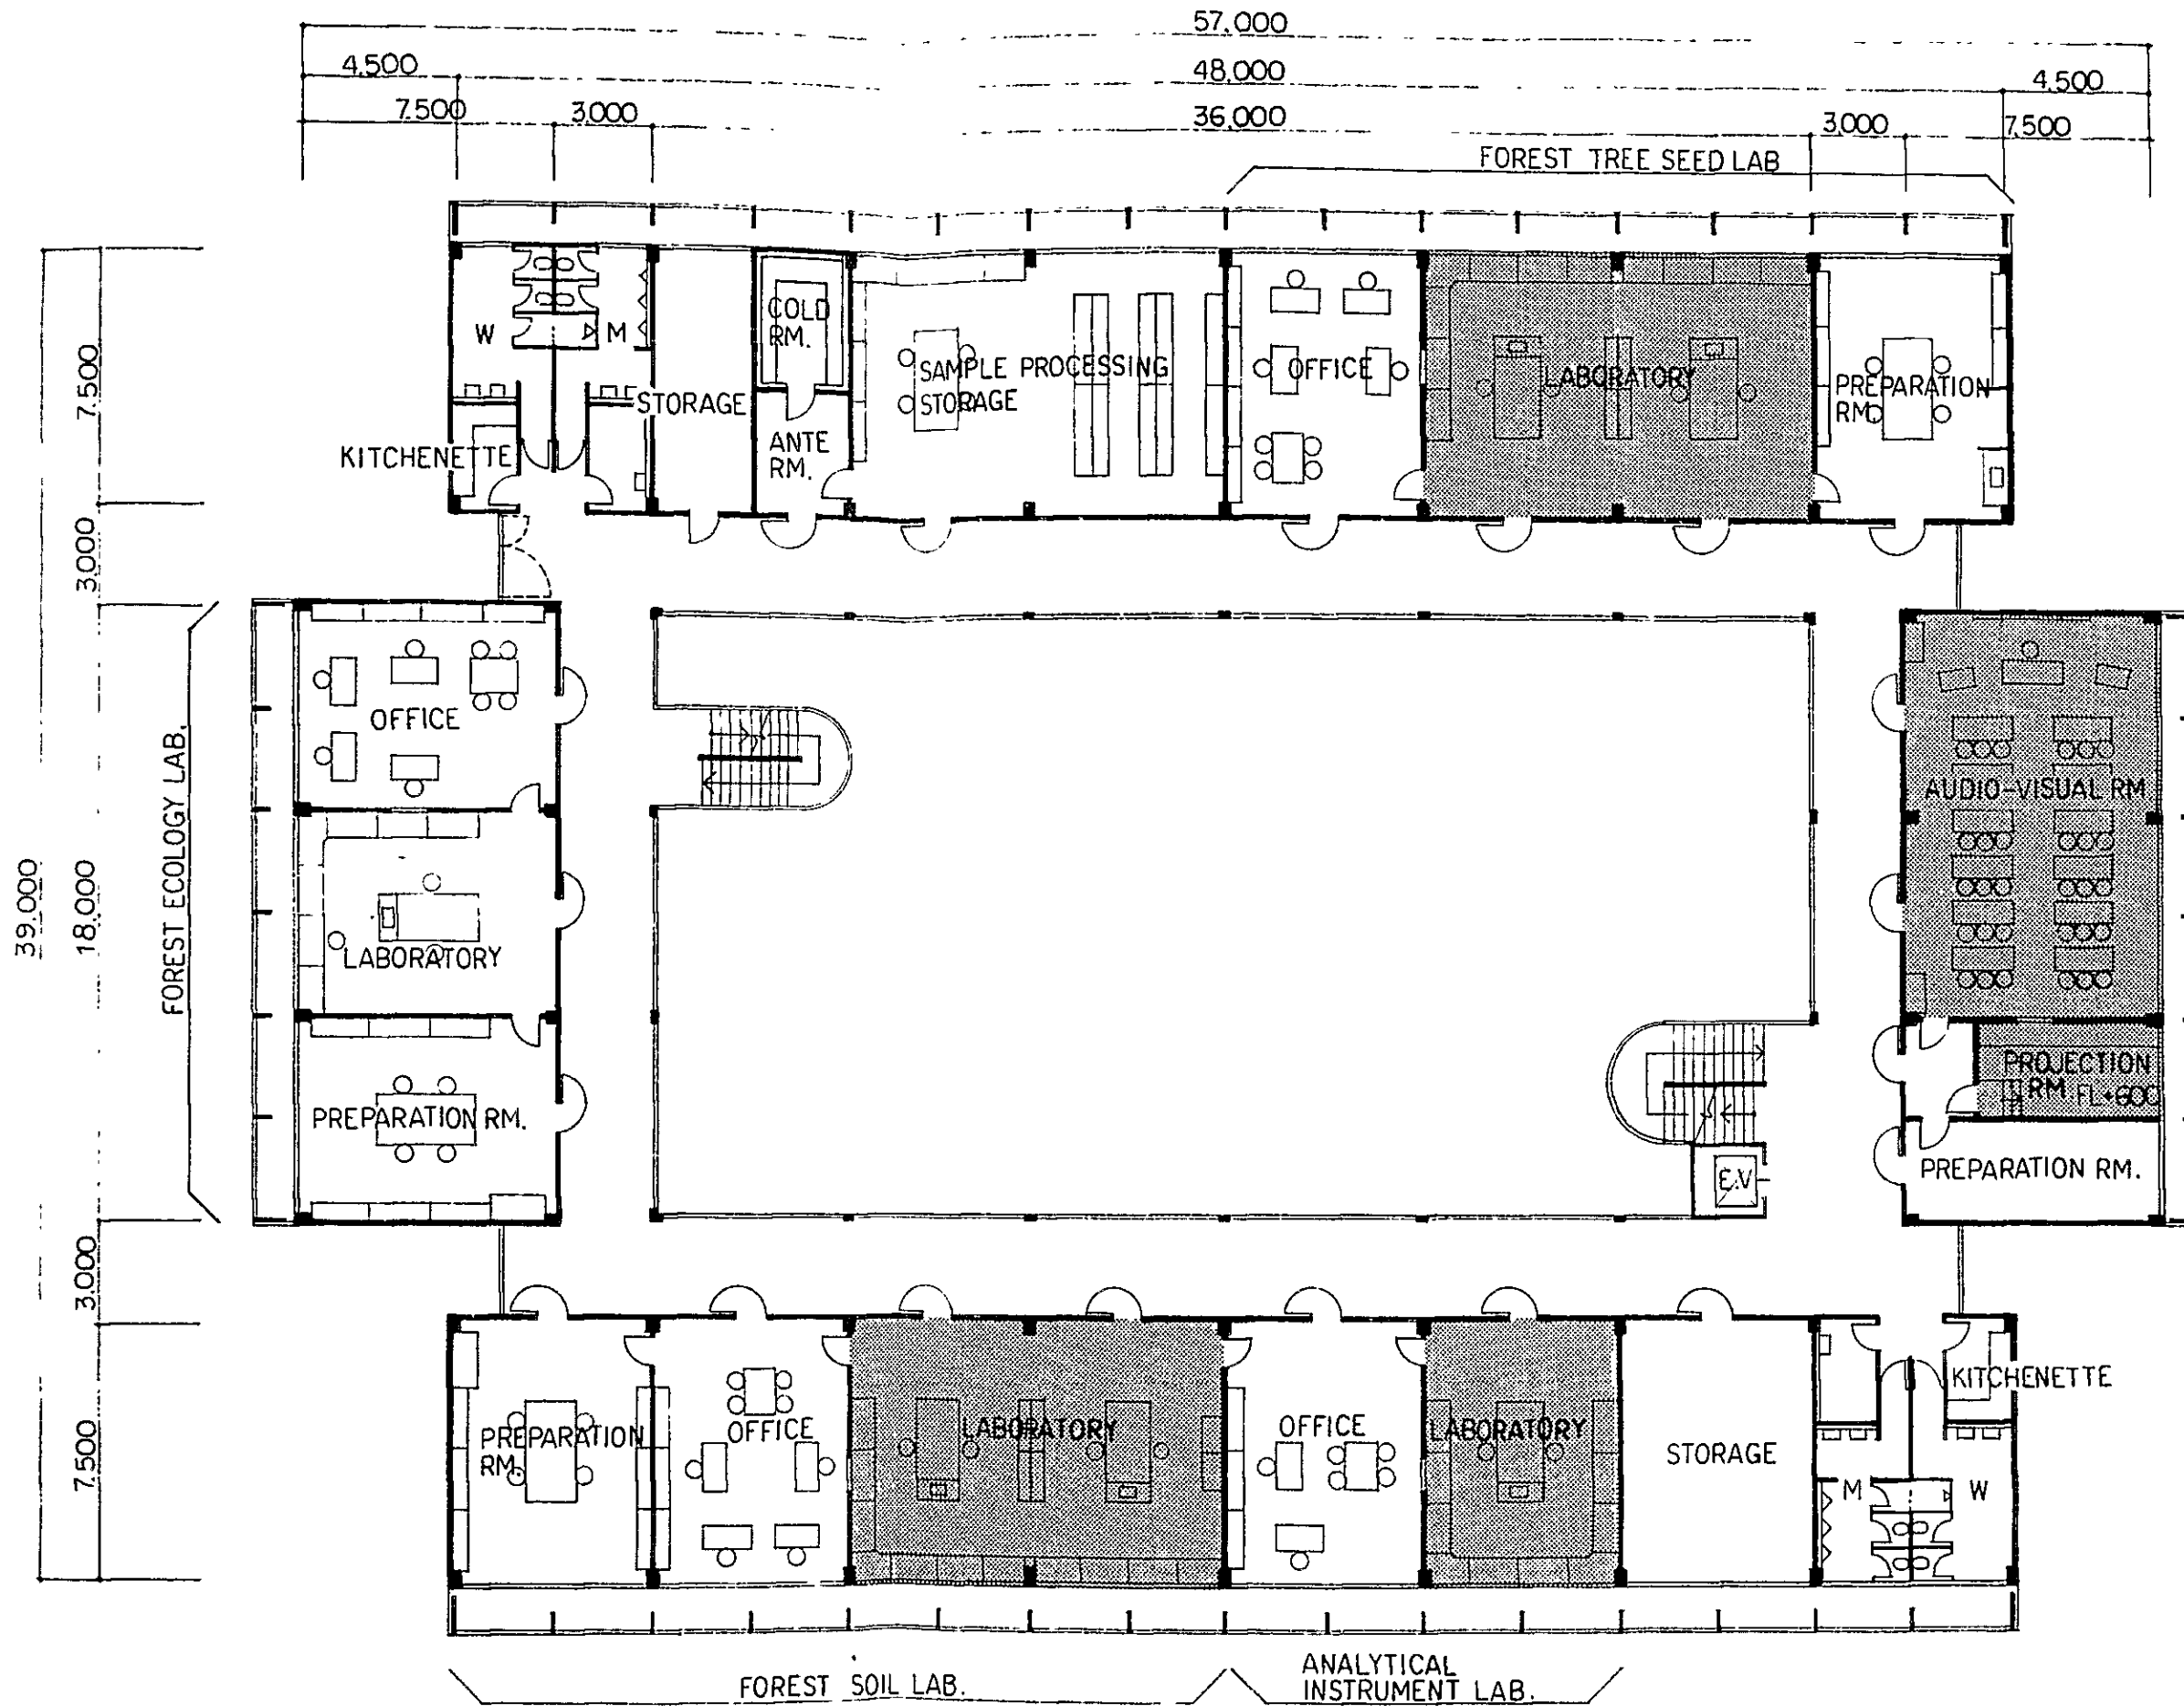 57,000
4,500
48,000
4,500
7,500
3,000
36,000
3,000
7,500
FOREST TREE SEED LAB
W
M
STORAGE
KITCHENETTE
COLD
RM.
ANTE
RM.
SAMPLE PROCESSING
STORAGE
OFFICE
LABORATORY
PREPARATION
RM.
39,000
7,500
3,000
18,000
3,000
7,500
FOREST ECOLOGY LAB.
OFFICE
LABORATORY
PREPARATION RM.
AUDIO-VISUAL RM
PROJECTION
RM. FL+600
PREPARATION RM.
E.V
PREPARATION
RM.
OFFICE
LABORATORY
OFFICE
LABORATORY
STORAGE
KITCHENETTE
M
W
FOREST SOIL LAB.
ANALYTICAL
INSTRUMENT LAB.